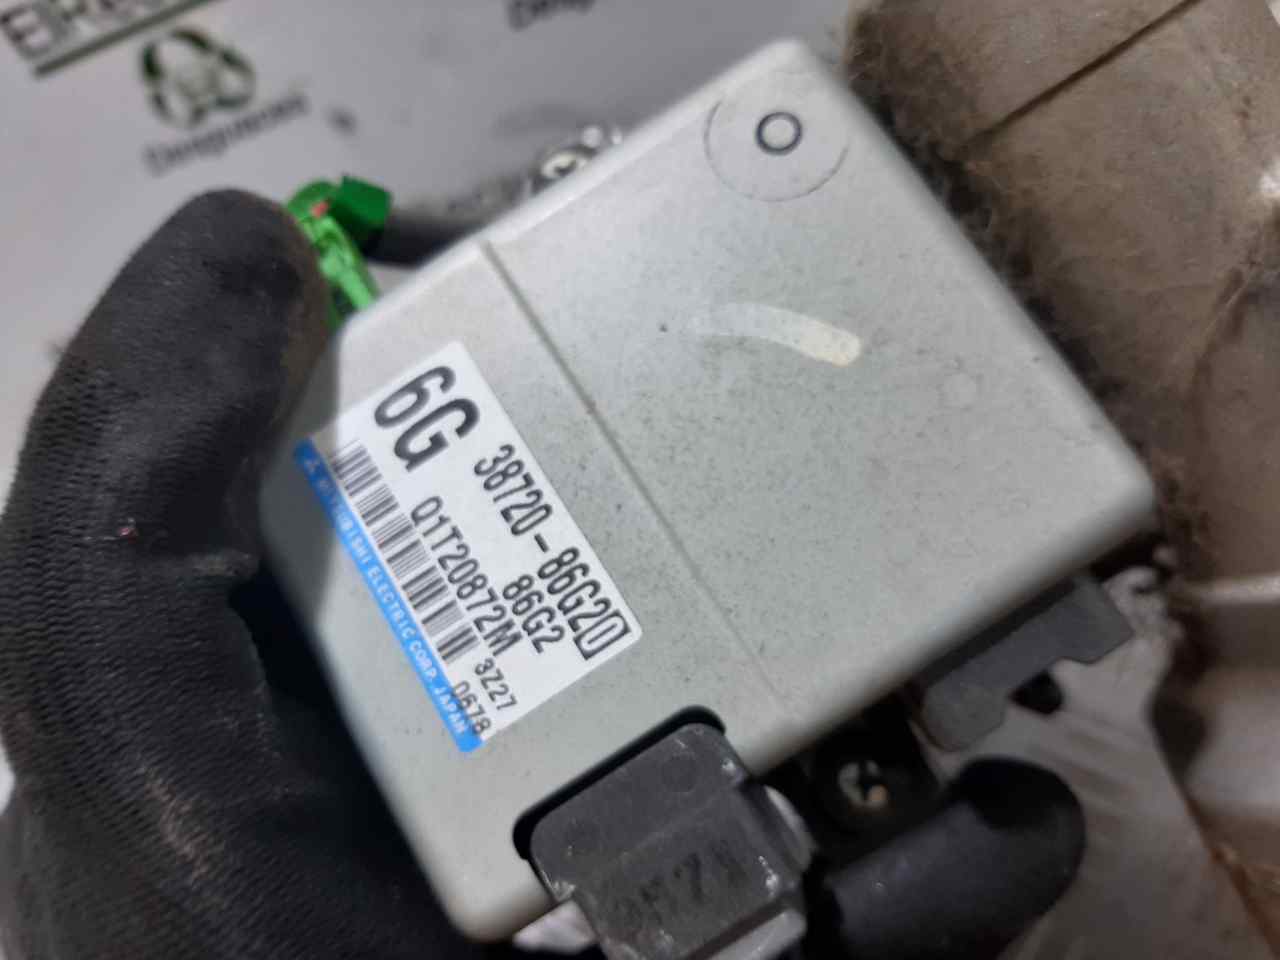 6G
38720-86G20
86G2
Q1T20872M
3Z27
0678
MITSUBISHI ELECTRIC CORP. JAPAN